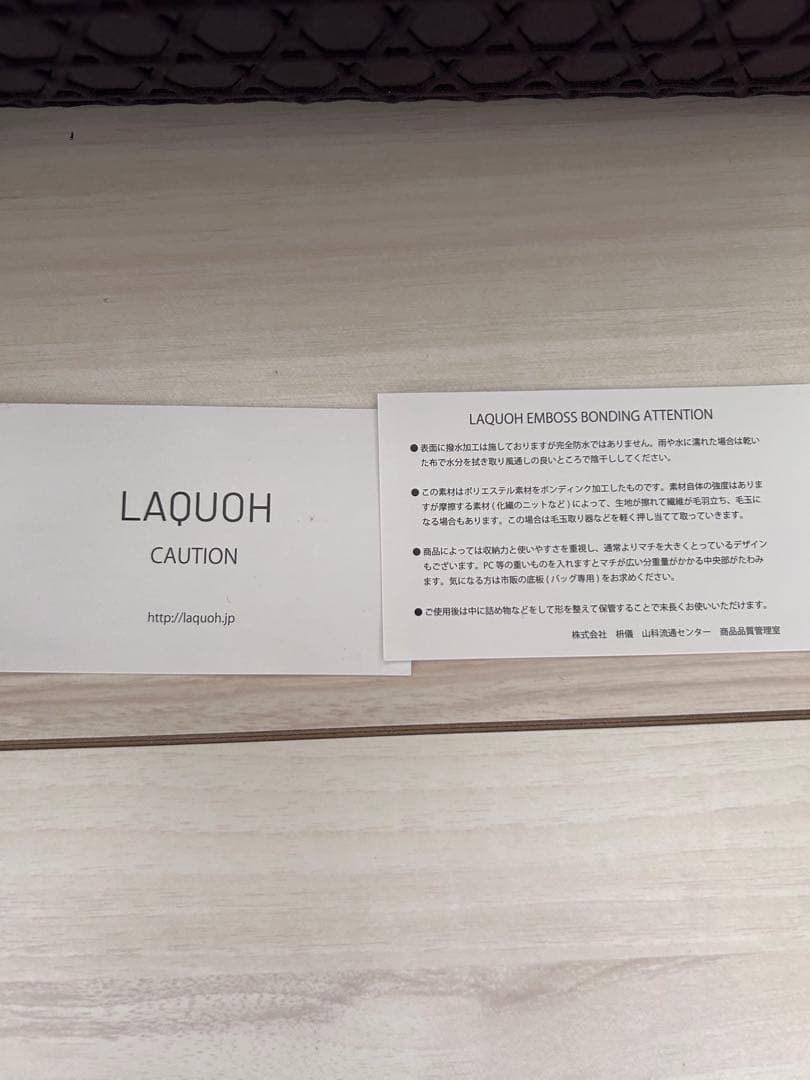 LAQUOH
CAUTION
http://laquoh.jp
LAQUOH EMBOSS BONDING ATTENTION
●表面に撥水加工は施しておりますが完全防水ではありません。雨や水に濡れた場合は乾い
た布で水分を拭き取り風通しの良いところで陰干ししてください。
●この素材はポリエステル素材をボンディング加工したものです。素材自体の強度はありま
すが摩擦する素材(化繊のニットなど)によって、生地が擦れて繊維が毛羽立ち、毛玉に
なる場合もあります。この場合は毛玉取り器などを軽く押し当てて取っていきます。
●商品によっては収納力と使いやすさを重視し、通常よりマチを大きくとっているデザイン
もございます。PC等の重いものを入れますとマチが広い分重量がかかる中央部がたわみ
ます。気になる方は市販の底板(バッグ専用)をお求めください。
●ご使用後は中に詰め物などをして形を整えて保管することで末長くお使いいただけます。
株式会社 枡儀 山科流通センター 商品品質管理室